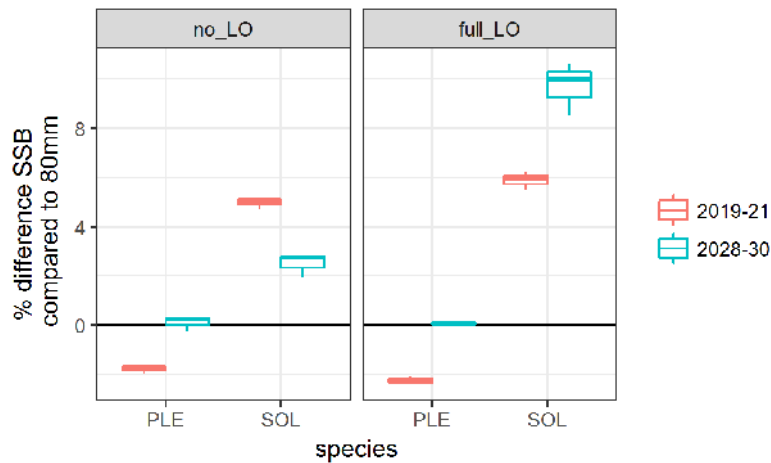 no_LO
full_LO
% difference SSB
compared to 80mm
8
4
0
PLE
SOL
PLE
SOL
species
2019-21
2028-30